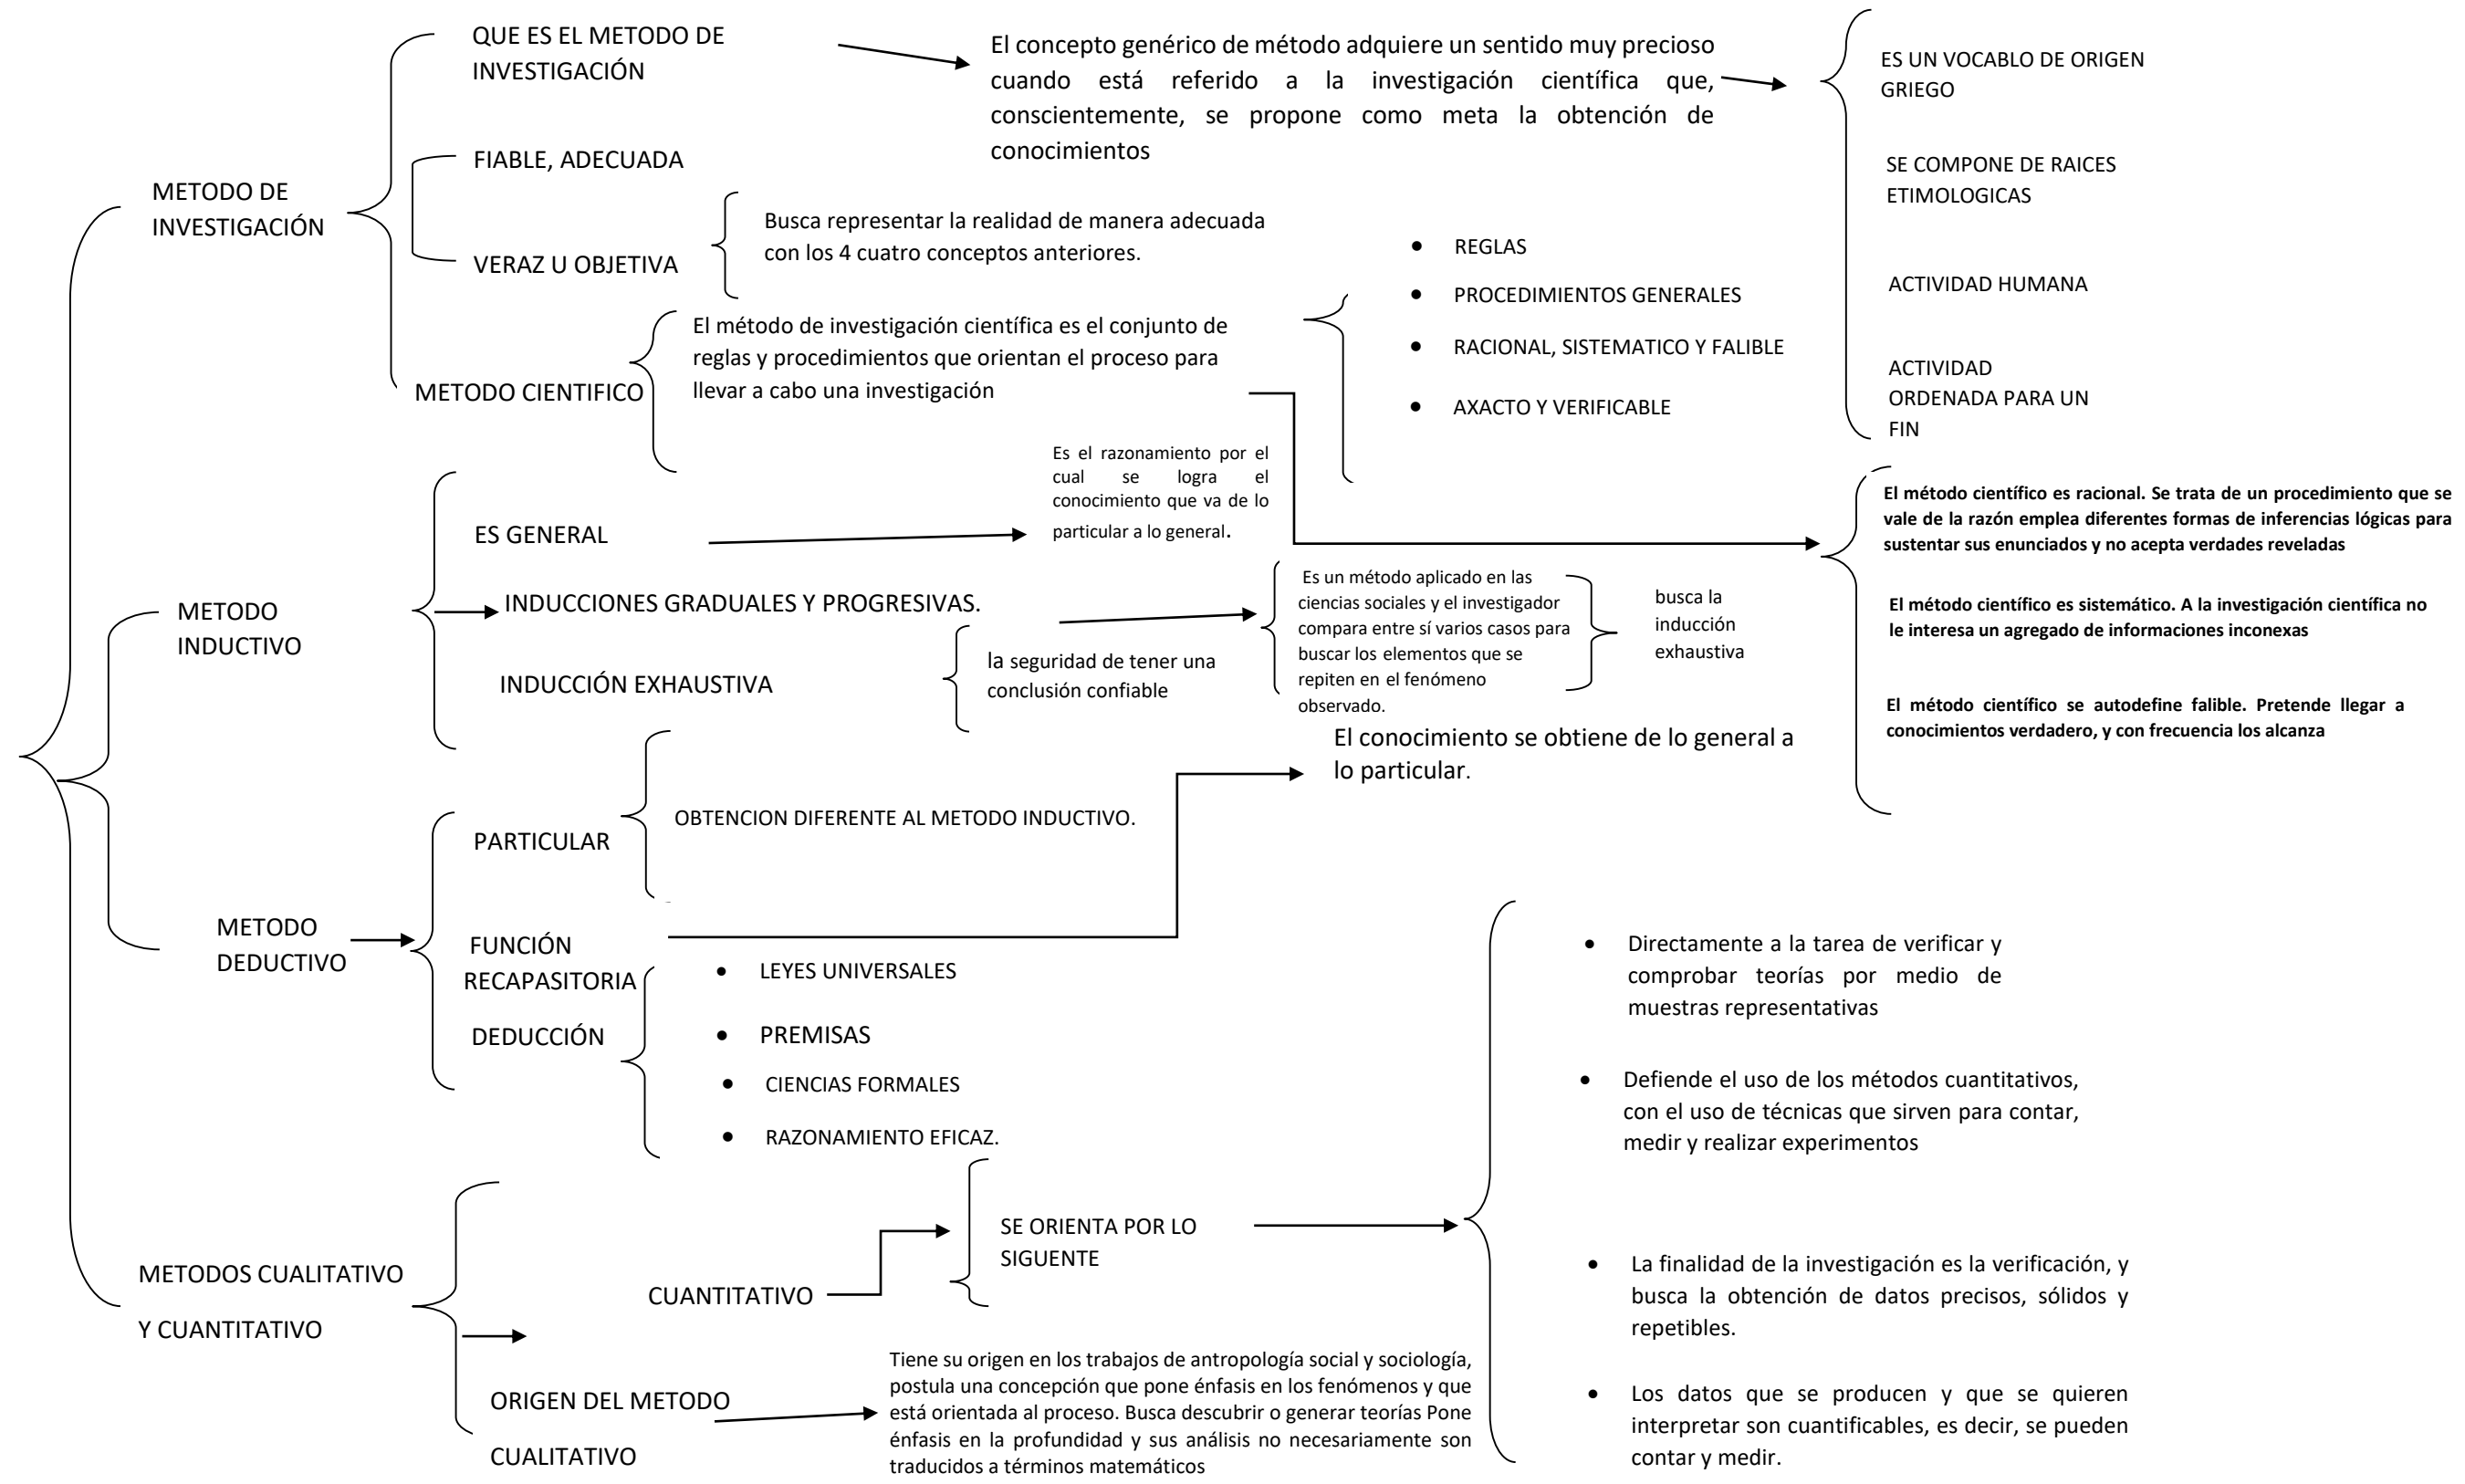 QUE ES EL METODO DE
INVESTIGACIÓN
El concepto genérico de método adquiere un sentido muy precioso
cuando está referido a la investigación científica que,
conscientemente, se propone como meta la obtención de
conocimientos
ES UN VOCABLO DE ORIGEN
GRIEGO
SE COMPONE DE RAICES
ETIMOLOGICAS
ACTIVIDAD HUMANA
ACTIVIDAD
ORDENADA PARA UN
FIN
METODO DE
INVESTIGACIÓN
FIABLE, ADECUADA
VERAZ U OBJETIVA
Busca representar la realidad de manera adecuada
con los 4 cuatro conceptos anteriores.
METODO CIENTIFICO
El método de investigación científica es el conjunto de
reglas y procedimientos que orientan el proceso para
llevar a cabo una investigación
• REGLAS
• PROCEDIMIENTOS GENERALES
• RACIONAL, SISTEMATICO Y FALIBLE
• AXACTO Y VERIFICABLE
El método científico es racional. Se trata de un procedimiento que se
vale de la razón emplea diferentes formas de inferencias lógicas para
sustentar sus enunciados y no acepta verdades reveladas
El método científico es sistemático. A la investigación científica no
le interesa un agregado de informaciones inconexas
El método científico se autodefine falible. Pretende llegar a
conocimientos verdadero, y con frecuencia los alcanza
METODO
INDUCTIVO
ES GENERAL
Es el razonamiento por el
cual se logra el
conocimiento que va de lo
particular a lo general.
INDUCCIONES GRADUALES Y PROGRESIVAS.
INDUCCIÓN EXHAUSTIVA
la seguridad de tener una
conclusión confiable
Es un método aplicado en las
ciencias sociales y el investigador
compara entre sí varios casos para
buscar los elementos que se
repiten en el fenómeno
observado.
busca la
inducción
exhaustiva
METODO
DEDUCTIVO
PARTICULAR
OBTENCION DIFERENTE AL METODO INDUCTIVO.
El conocimiento se obtiene de lo general a
lo particular.
FUNCIÓN
RECAPASITORIA
DEDUCCIÓN
• LEYES UNIVERSALES
• PREMISAS
• CIENCIAS FORMALES
• RAZONAMIENTO EFICAZ.
METODOS CUALITATIVO
Y CUANTITATIVO
CUANTITATIVO
SE ORIENTA POR LO
SIGUENTE
• Directamente a la tarea de verificar y
comprobar teorías por medio de
muestras representativas
• Defiende el uso de los métodos cuantitativos,
con el uso de técnicas que sirven para contar,
medir y realizar experimentos
• La finalidad de la investigación es la verificación, y
busca la obtención de datos precisos, sólidos y
repetibles.
• Los datos que se producen y que se quieren
interpretar son cuantificables, es decir, se pueden
contar y medir.
ORIGEN DEL METODO
CUALITATIVO
Tiene su origen en los trabajos de antropología social y sociología,
postula una concepción que pone énfasis en los fenómenos y que
está orientada al proceso. Busca descubrir o generar teorías Pone
énfasis en la profundidad y sus análisis no necesariamente son
traducidos a términos matemáticos